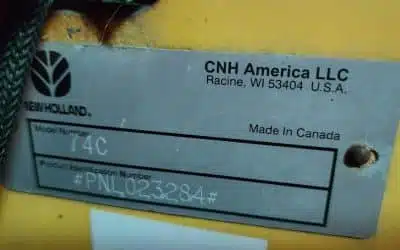 CNH America LLC
Racine, WI 53404 U.S.A.
NEW HOLLAND
Made in Canada
Model Number
74C
Product Identification Number
#PNL023284#